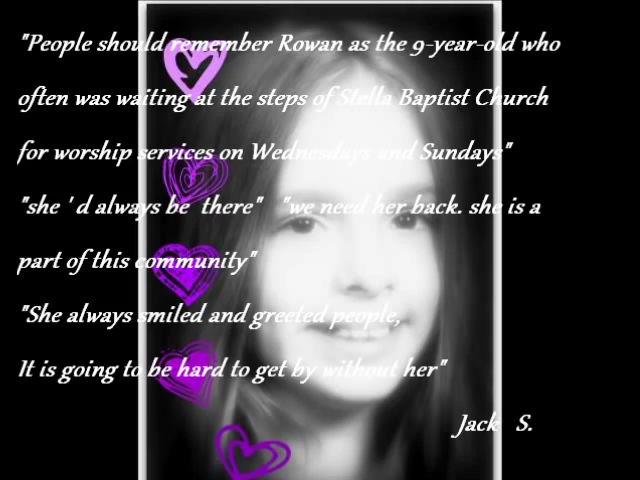 "People should remember Rowan as the 9-year-old who
often was waiting at the steps of Stella Baptist Church
for worship services on Wednesdays and Sundays"
"she ' d always be there" "we need her back. she is a
part of this community"
"She always smiled and greeted people,
It is going to be hard to get by without her"
Jack S.